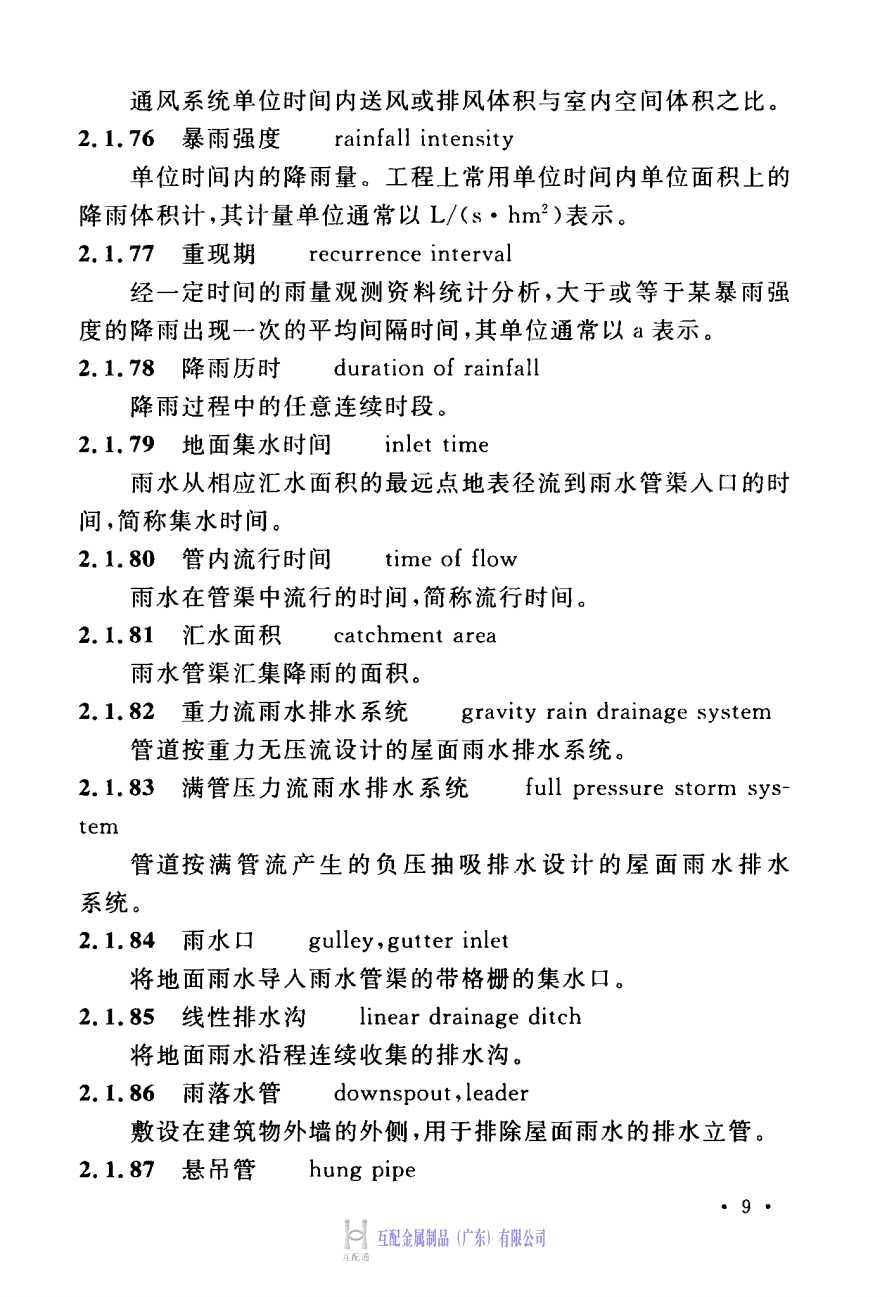 通风系统单位时间内送风或排风体积与室内空间体积之比。
2.1.76 暴雨强度 rainfall intensity
单位时间内的降雨量。工程上常用单位时间内单位面积上的
降雨体积计,其计量单位通常以 L/(s·hm²)表示。
2.1.77 重现期 recurrence interval
经一定时间的雨量观测资料统计分析,大于或等于某暴雨强
度的降雨出现一次的平均间隔时间,其单位通常以 a 表示。
2.1.78 降雨历时 duration of rainfall
降雨过程中的任意连续时段。
2.1.79 地面集水时间 inlet time
雨水从相应汇水面积的最远点地表径流到雨水管渠入口的时
间,简称集水时间。
2.1.80 管内流行时间 time of flow
雨水在管渠中流行的时间,简称流行时间。
2.1.81 汇水面积 catchment area
雨水管渠汇集降雨的面积。
2.1.82 重力流雨水排水系统 gravity rain drainage system
管道按重力无压流设计的屋面雨水排水系统。
2.1.83 满管压力流雨水排水系统 full pressure storm sys-
tem
管道按满管流产生的负压抽吸排水设计的屋面雨水排水
系统。
2.1.84 雨水口 gulley,gutter inlet
将地面雨水导入雨水管渠的带格栅的集水口。
2.1.85 线性排水沟 linear drainage ditch
将地面雨水沿程连续收集的排水沟。
2.1.86 雨落水管 downspout,leader
敷设在建筑物外墙的外侧,用于排除屋面雨水的排水立管。
2.1.87 悬吊管 hung pipe
· 9 ·
互配金属制品(广东)有限公司
互配通